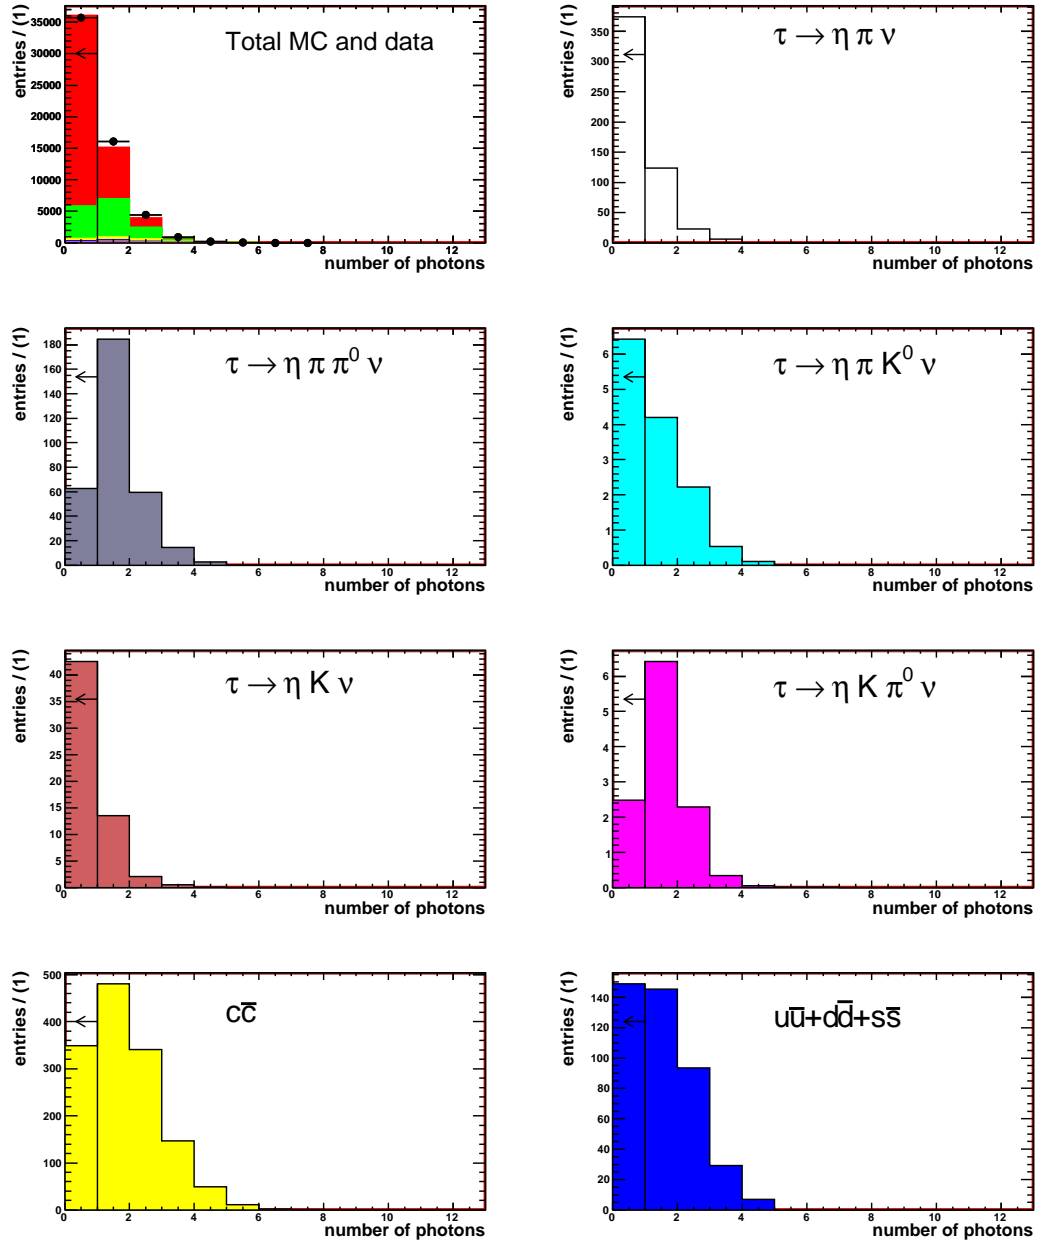 entries / (1)
35000
30000
25000
20000
15000
10000
5000
0
Total MC and data
0 2 4 6 8 10 12
number of photons
entries / (1)
350
300
250
200
150
100
50
0
τ → η π ν
0 2 4 6 8 10 12
number of photons
entries / (1)
180
160
140
120
100
80
60
40
20
0
τ → η π π⁰ ν
0 2 4 6 8 10 12
number of photons
entries / (1)
6
5
4
3
2
1
0
τ → η π K⁰ ν
0 2 4 6 8 10 12
number of photons
entries / (1)
40
35
30
25
20
15
10
5
0
τ → η K ν
0 2 4 6 8 10 12
number of photons
entries / (1)
6
5
4
3
2
1
0
τ → η K π⁰ ν
0 2 4 6 8 10 12
number of photons
entries / (1)
500
400
300
200
100
0
cc̅
0 2 4 6 8 10 12
number of photons
entries / (1)
140
120
100
80
60
40
20
0
uu̅+dd̅+ss̅
0 2 4 6 8 10 12
number of photons